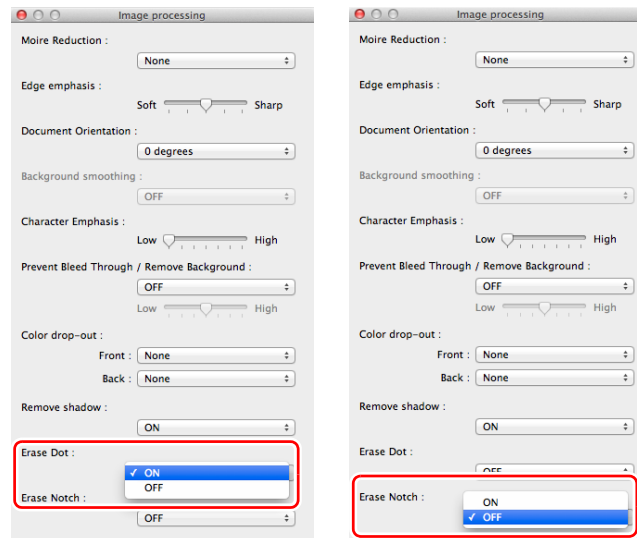 Image processing
Moire Reduction :
None
Edge emphasis :
Soft Sharp
Document Orientation :
0 degrees
Background smoothing :
OFF
Character Emphasis :
Low High
Prevent Bleed Through / Remove Background :
OFF
Low High
Color drop-out :
Front : None
Back : None
Remove shadow :
ON
Erase Dot :
✓ ON
OFF
Erase Notch :
OFF
Image processing
Moire Reduction :
None
Edge emphasis :
Soft Sharp
Document Orientation :
0 degrees
Background smoothing :
OFF
Character Emphasis :
Low High
Prevent Bleed Through / Remove Background :
OFF
Low High
Color drop-out :
Front : None
Back : None
Remove shadow :
ON
Erase Dot :
OFF
Erase Notch :
ON
✓ OFF